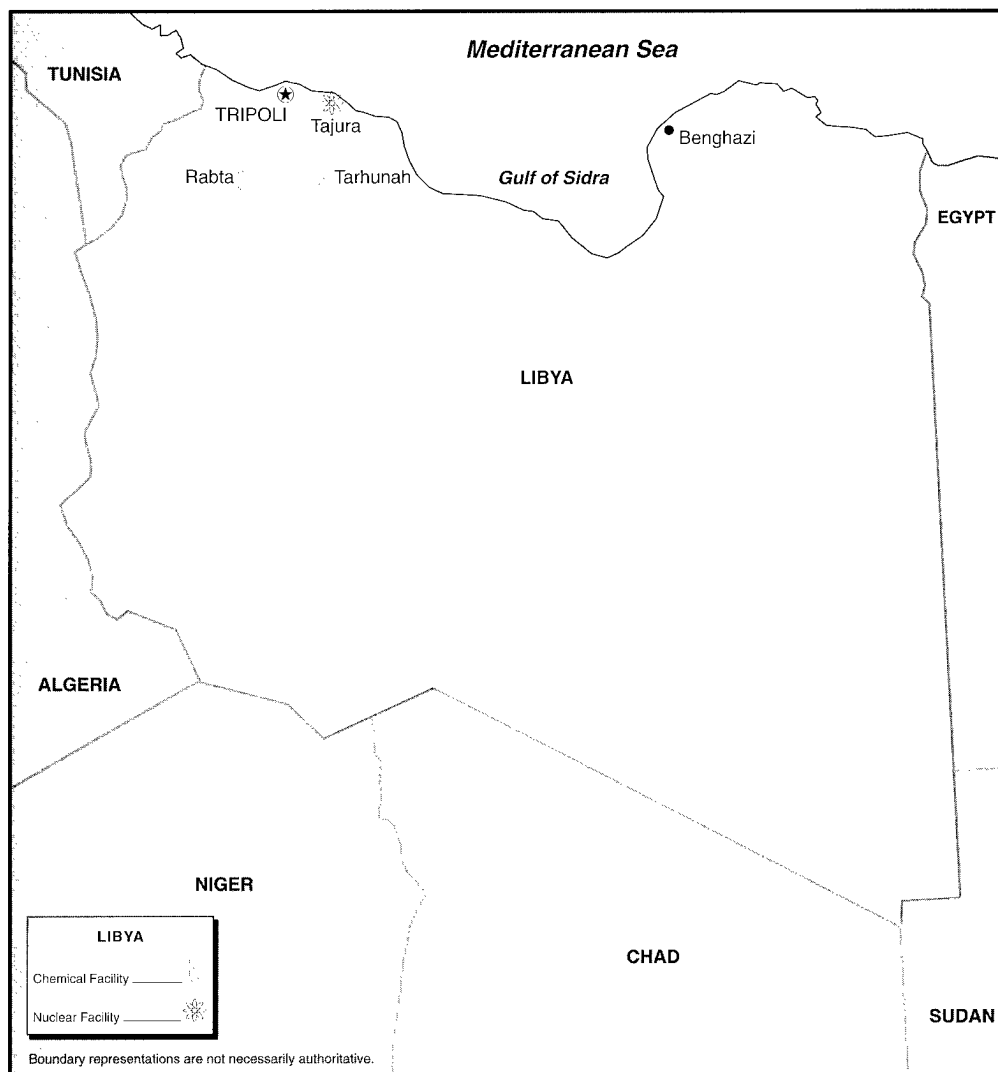 Mediterranean Sea
TUNISIA
TRIPOLI
Tajura
Benghazi
Rabta
Tarhunah
Gulf of Sidra
EGYPT
LIBYA
ALGERIA
NIGER
CHAD
SUDAN
LIBYA
Chemical Facility
Nuclear Facility
Boundary representations are not necessarily authoritative.